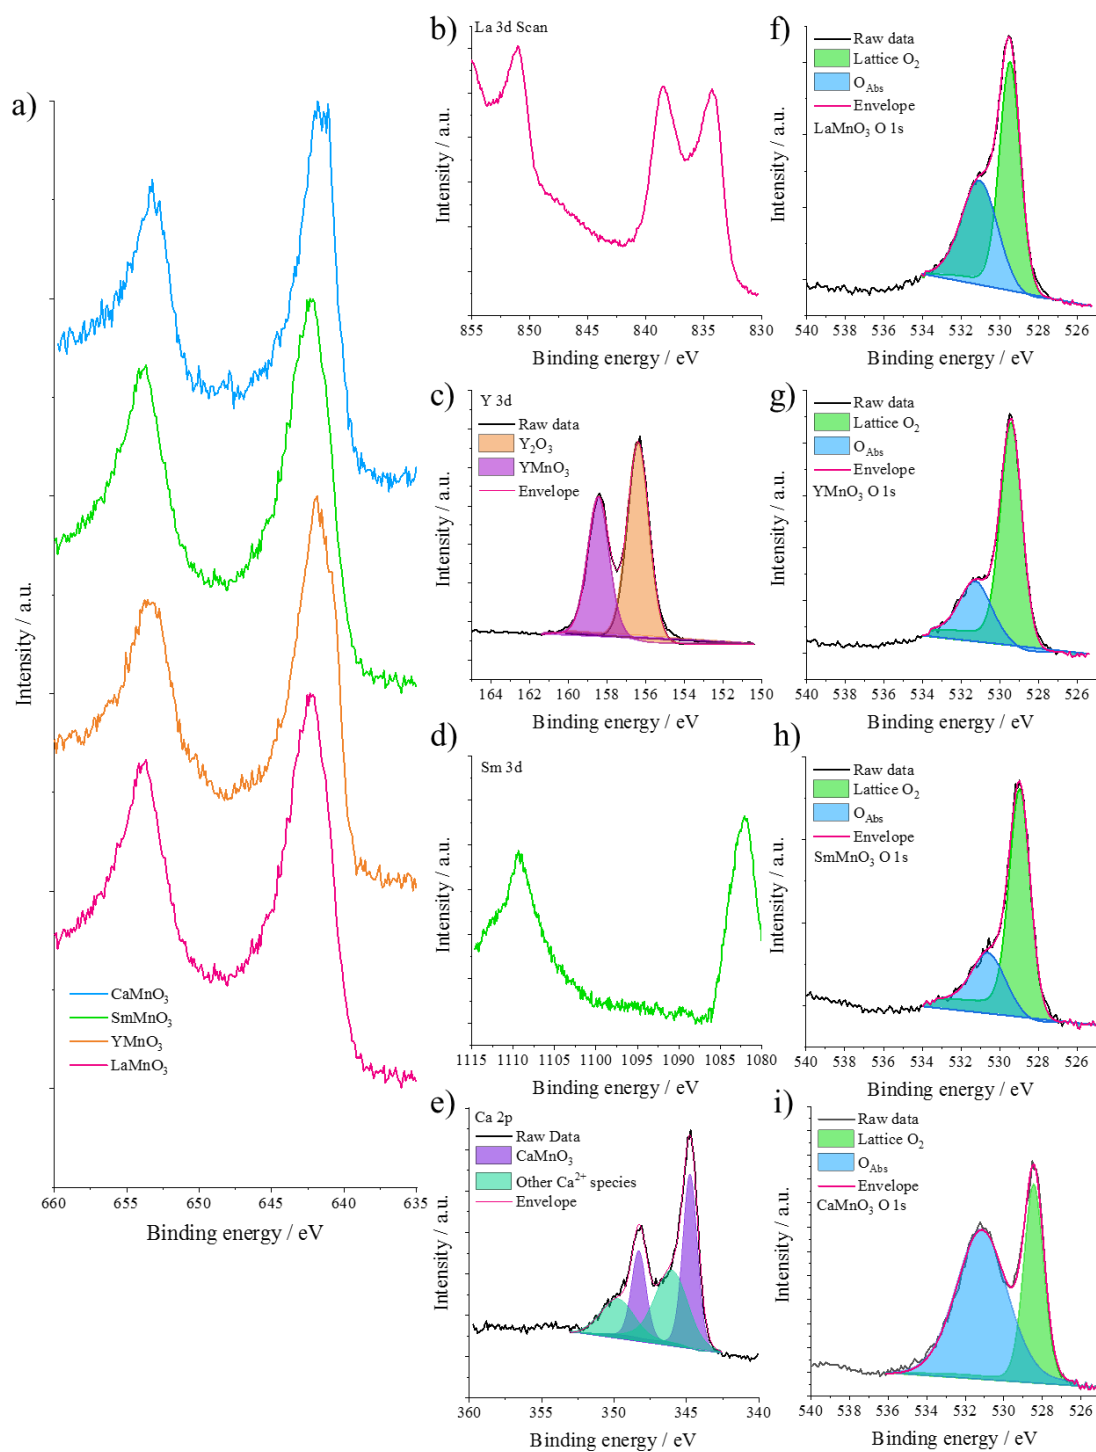 a)
Intensity / a.u.
CaMnO₃
SmMnO₃
YMnO₃
LaMnO₃
660 655 650 645 640 635
Binding energy / eV
b)
La 3d Scan
Intensity / a.u.
855 850 845 840 835 830
Binding energy / eV
c)
Y 3d
Raw data
Y₂O₃
YMnO₃
Envelope
Intensity / a.u.
164 162 160 158 156 154 152 150
Binding energy / eV
d)
Sm 3d
Intensity / a.u.
1115 1110 1105 1100 1095 1090 1085 1080
Binding energy / eV
e)
Ca 2p
Raw Data
CaMnO₃
Other Ca²⁺ species
Envelope
Intensity / a.u.
360 355 350 345 340
Binding energy / eV
f)
Raw data
Lattice O₂
O_Abs
Envelope
LaMnO₃ O 1s
Intensity / a.u.
540 538 536 534 532 530 528 526
Binding energy / eV
g)
Raw data
Lattice O₂
O_Abs
Envelope
YMnO₃ O 1s
Intensity / a.u.
540 538 536 534 532 530 528 526
Binding energy / eV
h)
Raw data
Lattice O₂
O_Abs
Envelope
SmMnO₃ O 1s
Intensity / a.u.
540 538 536 534 532 530 528 526
Binding energy / eV
i)
Raw data
Lattice O₂
O_Abs
Envelope
CaMnO₃ O 1s
Intensity / a.u.
540 538 536 534 532 530 528 526
Binding energy / eV